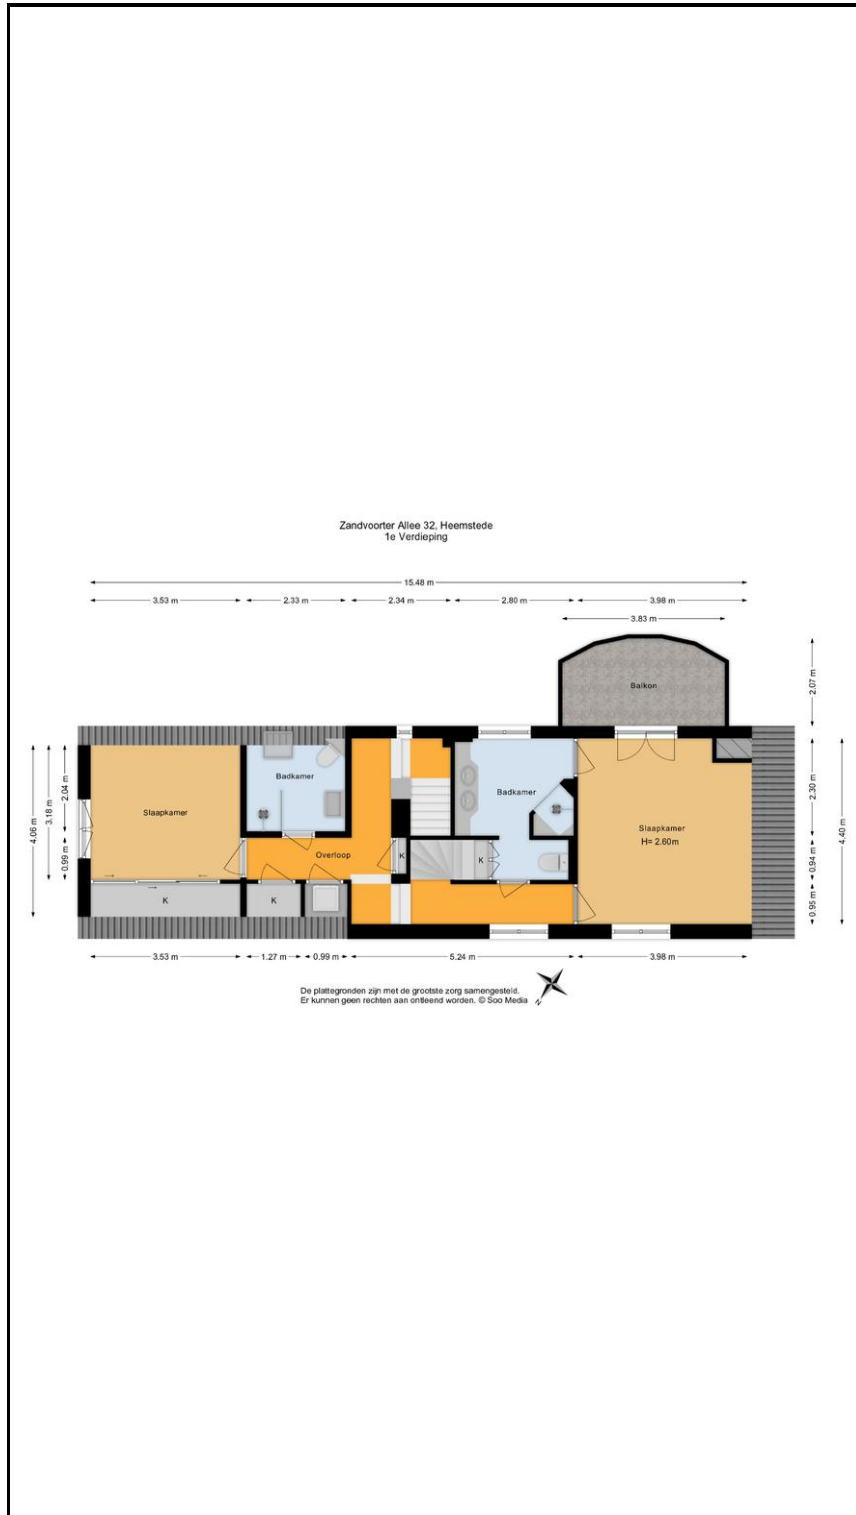 Zandvoorter Allee 32, Heemstede
1e Verdieping
15.48 m
3.53 m
2.33 m
2.34 m
2.80 m
3.98 m
3.83 m
Balkon
2.07 m
4.06 m
3.18 m
2.04 m
0.99 m
Slaapkamer
Badkamer
Badkamer
Slaapkamer
H= 2.60m
Overloop
K
K
K
K
2.30 m
0.94 m
0.95 m
4.40 m
3.53 m
1.27 m
0.99 m
5.24 m
3.98 m
De plattegronden zijn met de grootste zorg samengesteld.
Er kunnen geen rechten aan ontleend worden. © Soo Media
N